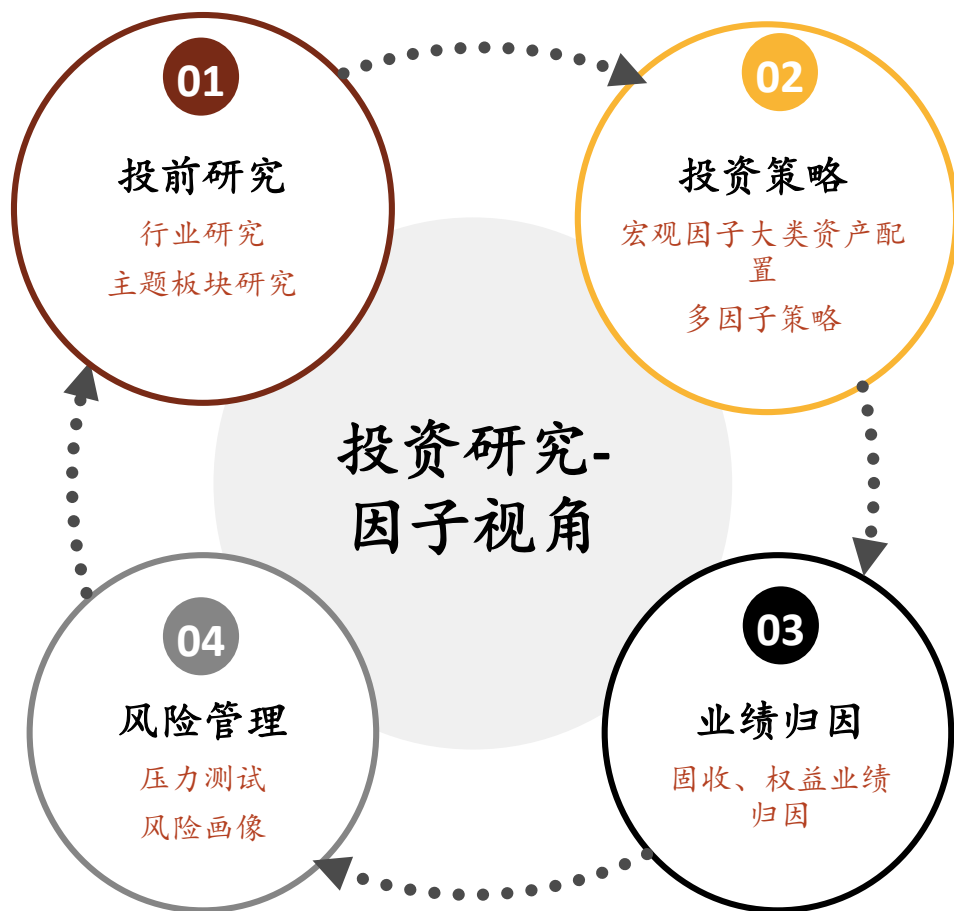 01
投前研究
行业研究
主题板块研究
02
投资策略
宏观因子大类资产配
置
多因子策略
投资研究-
因子视角
04
风险管理
压力测试
风险画像
03
业绩归因
固收、权益业绩
归因